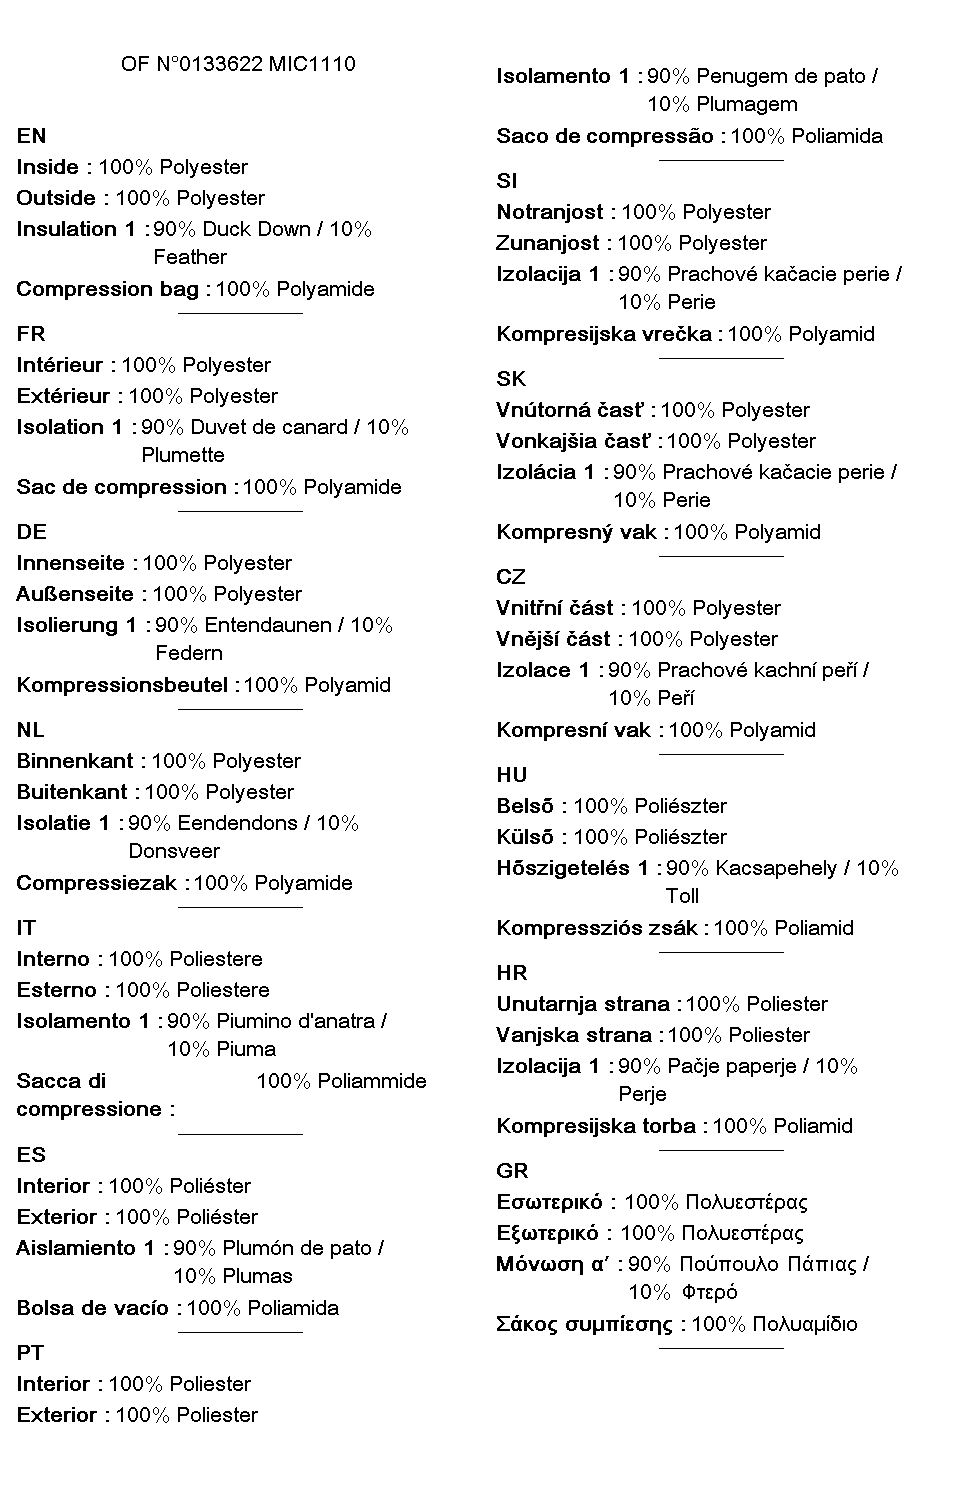 OF N°0133622 MIC1110
EN
Inside : 100% Polyester
Outside : 100% Polyester
Insulation 1 : 90% Duck Down / 10%
Feather
Compression bag : 100% Polyamide
FR
Intérieur : 100% Polyester
Extérieur : 100% Polyester
Isolation 1 : 90% Duvet de canard / 10%
Plumette
Sac de compression : 100% Polyamide
DE
Innenseite : 100% Polyester
Außenseite : 100% Polyester
Isolierung 1 : 90% Entendaunen / 10%
Federn
Kompressionsbeutel : 100% Polyamid
NL
Binnenkant : 100% Polyester
Buitenkant : 100% Polyester
Isolatie 1 : 90% Eendendons / 10%
Donsveer
Compressiezak : 100% Polyamide
IT
Interno : 100% Poliestere
Esterno : 100% Poliestere
Isolamento 1 : 90% Piumino d'anatra /
10% Piuma
Sacca di 100% Poliammide
compressione :
ES
Interior : 100% Poliéster
Exterior : 100% Poliéster
Aislamiento 1 : 90% Plumón de pato /
10% Plumas
Bolsa de vacío : 100% Poliamida
PT
Interior : 100% Poliester
Exterior : 100% Poliester
Isolamento 1 : 90% Penugem de pato /
10% Plumagem
Saco de compressão : 100% Poliamida
SI
Notranjost : 100% Polyester
Zunanjost : 100% Polyester
Izolacija 1 : 90% Prachové kačacie perie /
10% Perie
Kompresijska vrečka : 100% Polyamid
SK
Vnútorná časť : 100% Polyester
Vonkajšia časť : 100% Polyester
Izolácia 1 : 90% Prachové kačacie perie /
10% Perie
Kompresný vak : 100% Polyamid
CZ
Vnitřní část : 100% Polyester
Vnější část : 100% Polyester
Izolace 1 : 90% Prachové kachní peří /
10% Peří
Kompresní vak : 100% Polyamid
HU
Belsõ : 100% Poliészter
Külsõ : 100% Poliészter
Hõszigetelés 1 : 90% Kacsapehely / 10%
Toll
Kompressziós zsák : 100% Poliamid
HR
Unutarnja strana : 100% Poliester
Vanjska strana : 100% Poliester
Izolacija 1 : 90% Pačje paperje / 10%
Perje
Kompresijska torba : 100% Poliamid
GR
Εσωτερικό : 100% Πολυεστέρας
Εξωτερικό : 100% Πολυεστέρας
Μόνωση α’ : 90% Πούπουλο Πάπιας /
10% Φτερό
Σάκος συμπίεσης : 100% Πολυαμίδιο